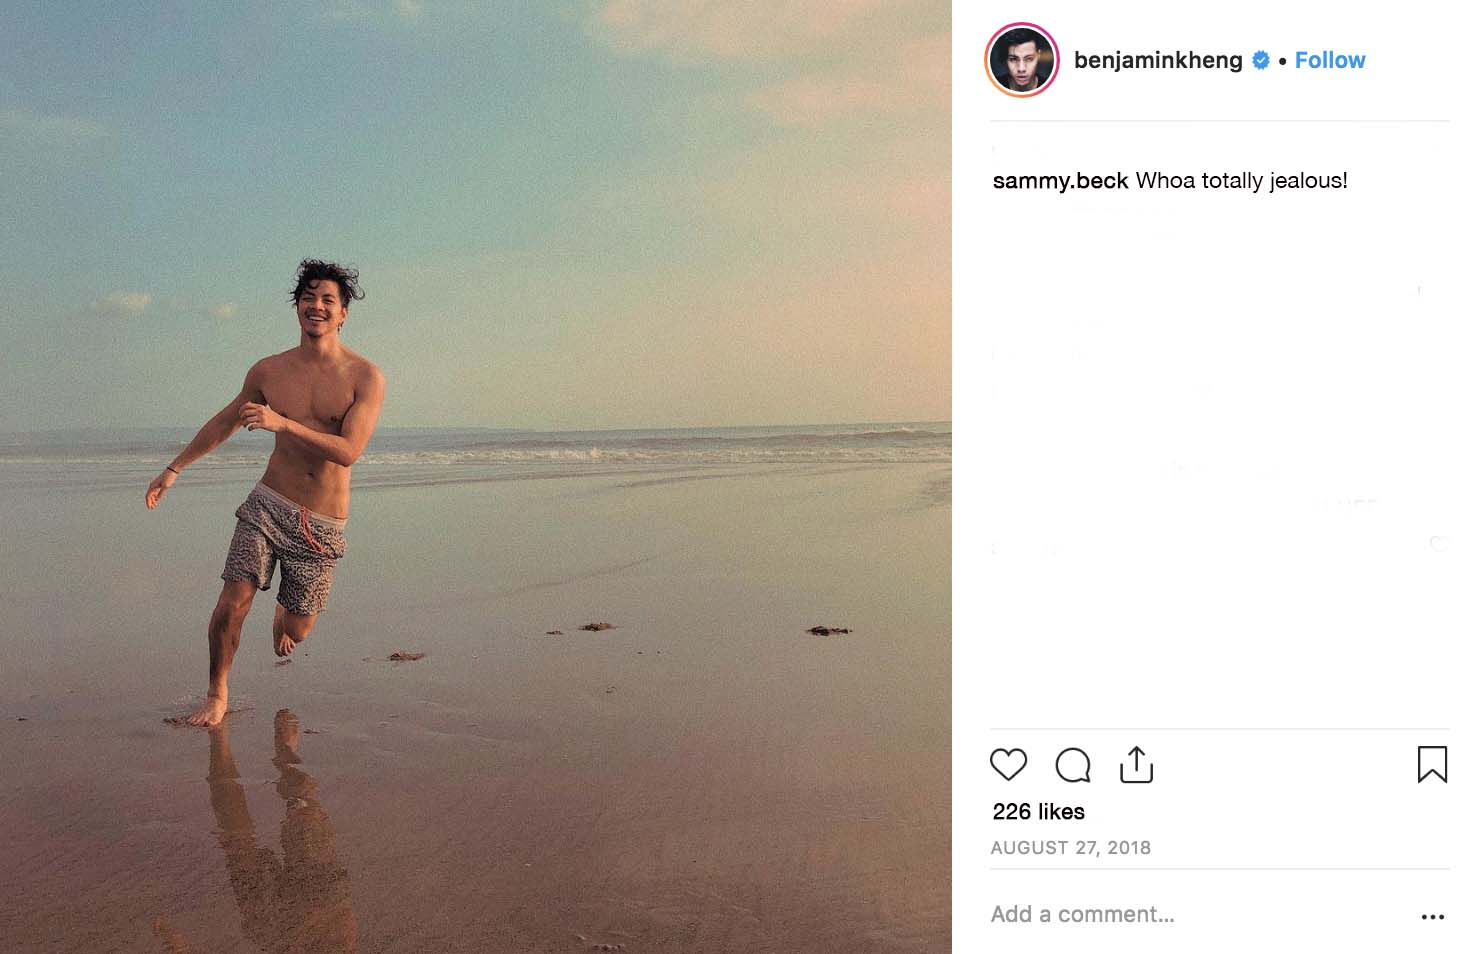 benjaminkheng • Follow
sammy.beck Whoa totally jealous!
226 likes
AUGUST 27, 2018
Add a comment...